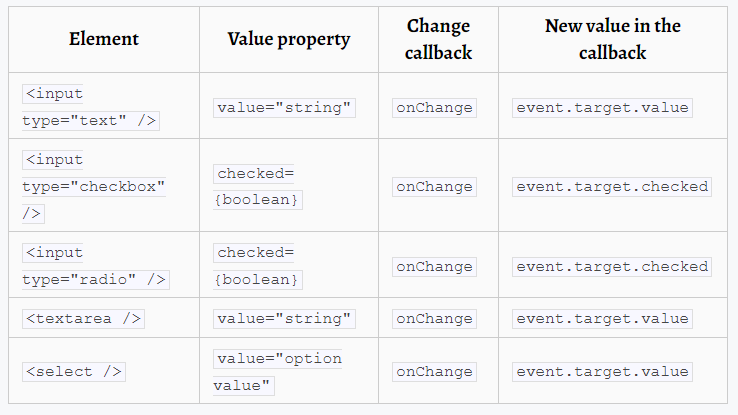 Element
Value property
Change
callback
New value in the
callback
<input
type="text" />
value="string"
onChange
event.target.value
<input
type="checkbox"
/>
checked=
{boolean}
onChange
event.target.checked
<input
type="radio" />
checked=
{boolean}
onChange
event.target.checked
<textarea />
value="string"
onChange
event.target.value
<select />
value="option
value"
onChange
event.target.value